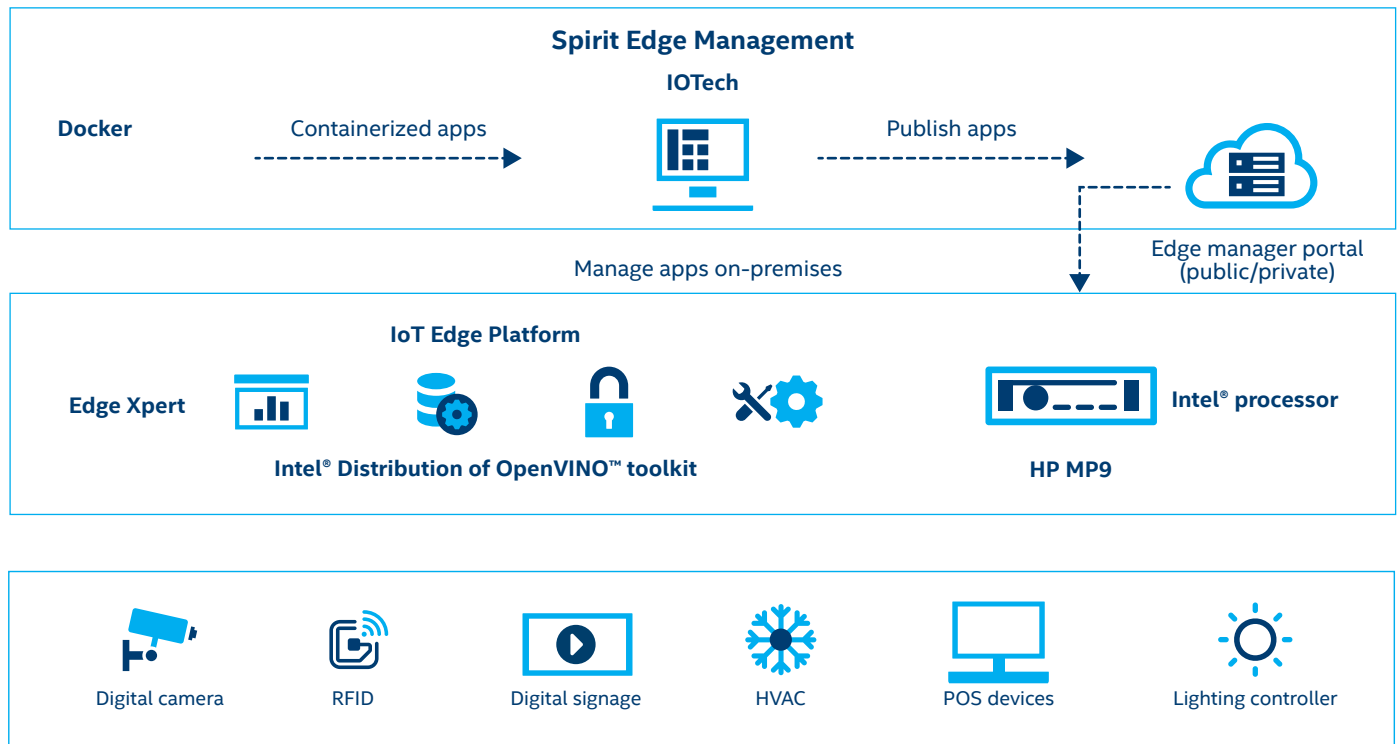 Spirit Edge Management
IOTech
Docker
Containerized apps
Publish apps
Edge manager portal
(public/private)
Manage apps on-premises
IoT Edge Platform
Edge Xpert
Intel® processor
Intel® Distribution of OpenVINO™ toolkit
HP MP9
Digital camera
RFID
Digital signage
HVAC
POS devices
Lighting controller